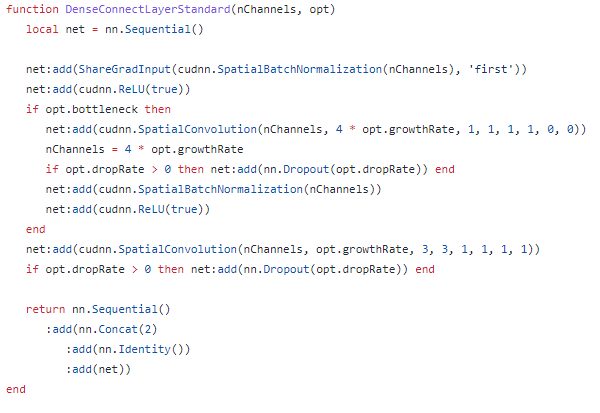 function DenseConnectLayerStandard(nChannels, opt)
   local net = nn.Sequential()

   net:add(ShareGradInput(cudnn.SpatialBatchNormalization(nChannels), 'first'))
   net:add(cudnn.ReLU(true))
   if opt.bottleneck then
      net:add(cudnn.SpatialConvolution(nChannels, 4 * opt.growthRate, 1, 1, 1, 1, 0, 0))
      nChannels = 4 * opt.growthRate
      if opt.dropRate > 0 then net:add(nn.Dropout(opt.dropRate)) end
      net:add(cudnn.SpatialBatchNormalization(nChannels))
      net:add(cudnn.ReLU(true))
   end
   net:add(cudnn.SpatialConvolution(nChannels, opt.growthRate, 3, 3, 1, 1, 1, 1))
   if opt.dropRate > 0 then net:add(nn.Dropout(opt.dropRate)) end

   return nn.Sequential()
      :add(nn.Concat(2)
         :add(nn.Identity())
         :add(net))
end